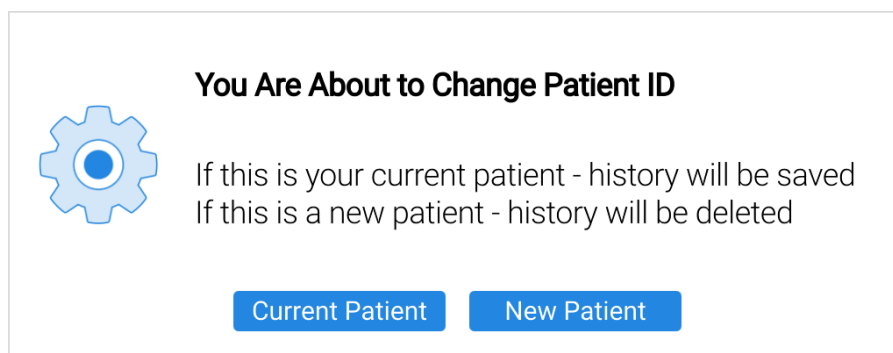 You Are About to Change Patient ID
If this is your current patient - history will be saved
If this is a new patient - history will be deleted
Current Patient
New Patient